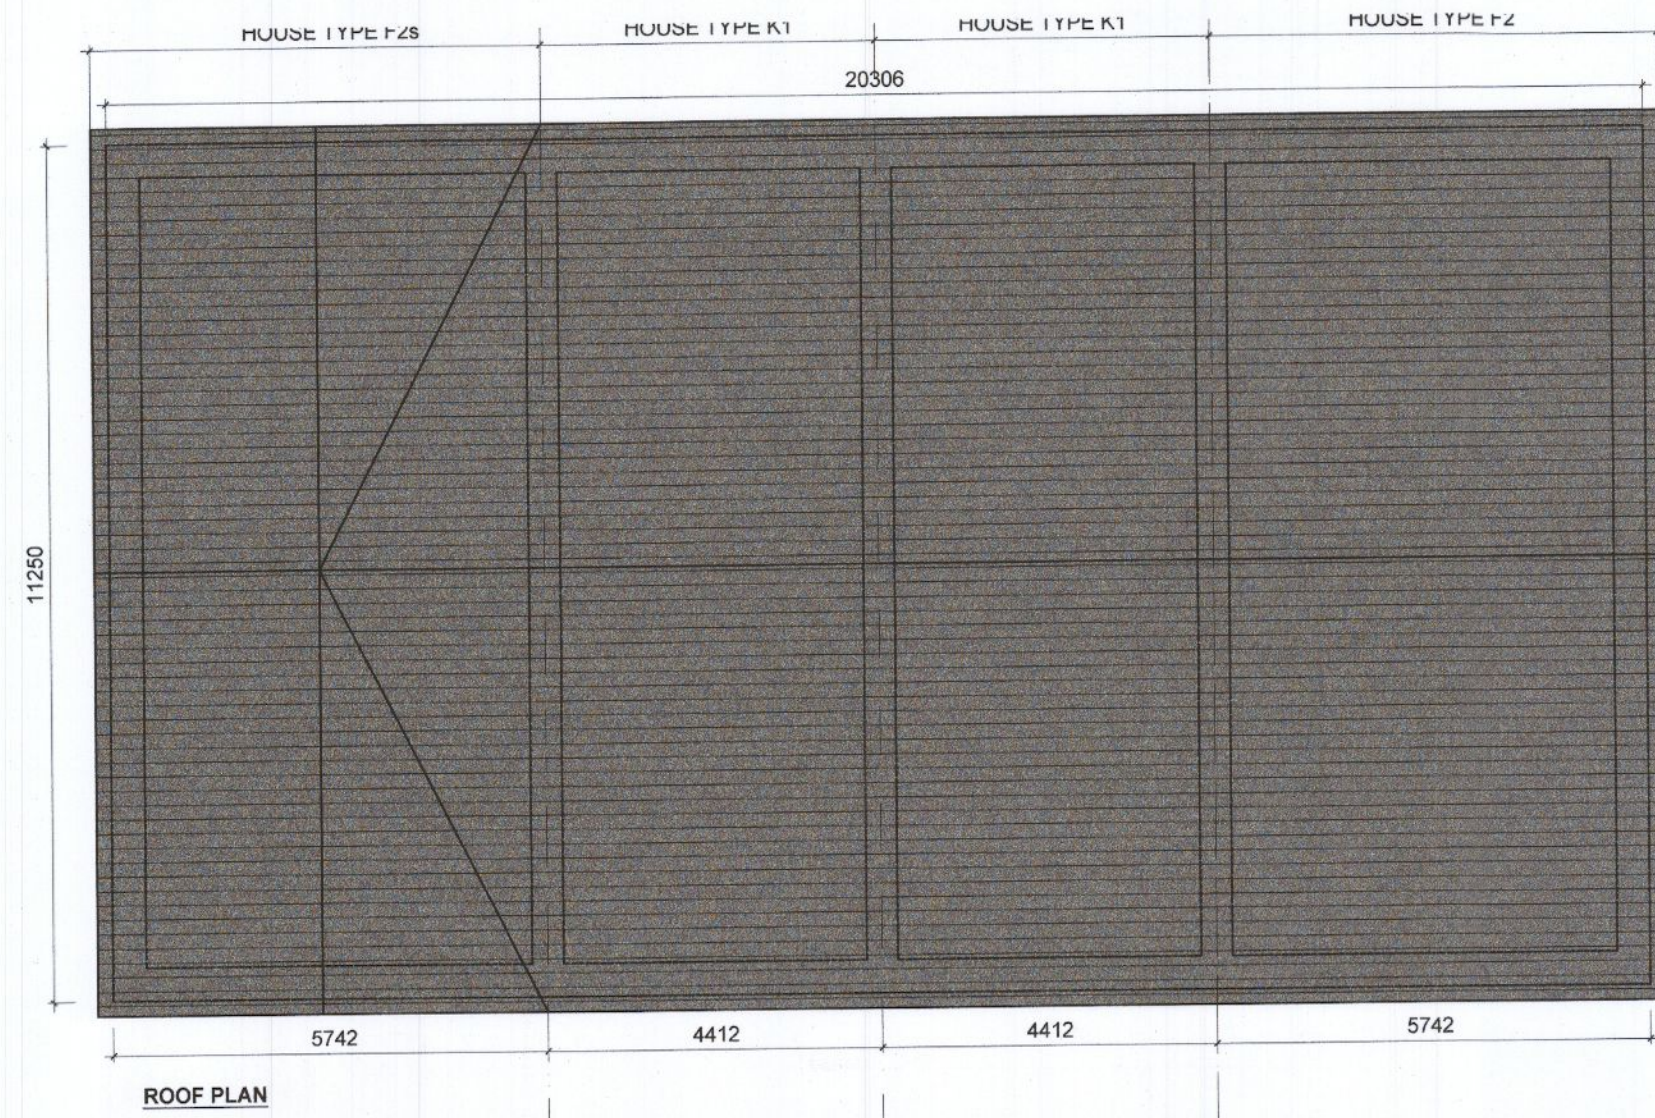 HOUSE TYPE F2s
HOUSE TYPE K1
HOUSE TYPE K1
HOUSE TYPE F2
20306
11250
5742
4412
4412
5742
ROOF PLAN